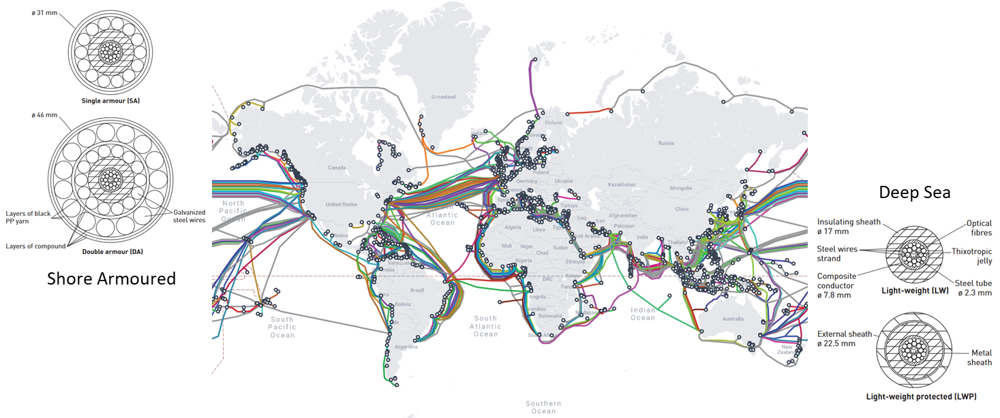 ø 31 mm
Single armour (SA)
ø 46 mm
Layers of black
PP yarn
Galvanized
steel wires
Layers of compound
Double armour (DA)
Shore Armoured
Greenland
Finland
Russia
Canada
Poland
Germany
Ukraine
Kazakhstan
Mongolia
United States
North
Pacific
Atlantic
Ocean
Türkiye
China
Iraq
Iran
Afghanistan
Pakistan
Algeria
Libya
India
Mali
Niger
Chad
Sudan
Thailand
Nigeria
Ethiopia
Venezuela
DRC
Kenya
Brazil
Angola
Bolivia
Namibia
Botswana
Madagascar
South
Pacific
Ocean
South
Atlantic
Ocean
Indian
Ocean
Australia
Argentina
New
Zealand
Southern
Ocean
Deep Sea
Insulating sheath
ø 17 mm
Optical
fibres
Steel wires
strand
Thixotropic
jelly
Composite
conductor
ø 7.8 mm
Steel tube
ø 2.3 mm
Light-weight (LW)
External sheath
ø 22.5 mm
Metal
sheath
Light-weight protected (LWP)